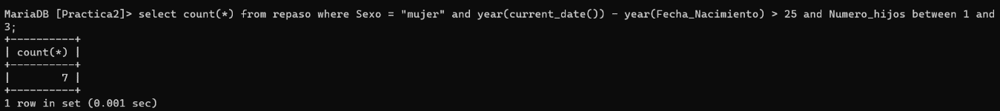 MariaDB [Practica2]> select count(*) from repaso where Sexo = "mujer" and year(current_date()) - year(Fecha_Nacimiento) > 25 and Numero_hijos between 1 and
3;
+----------+
| count(*) |
+----------+
|        7 |
+----------+
1 row in set (0.001 sec)